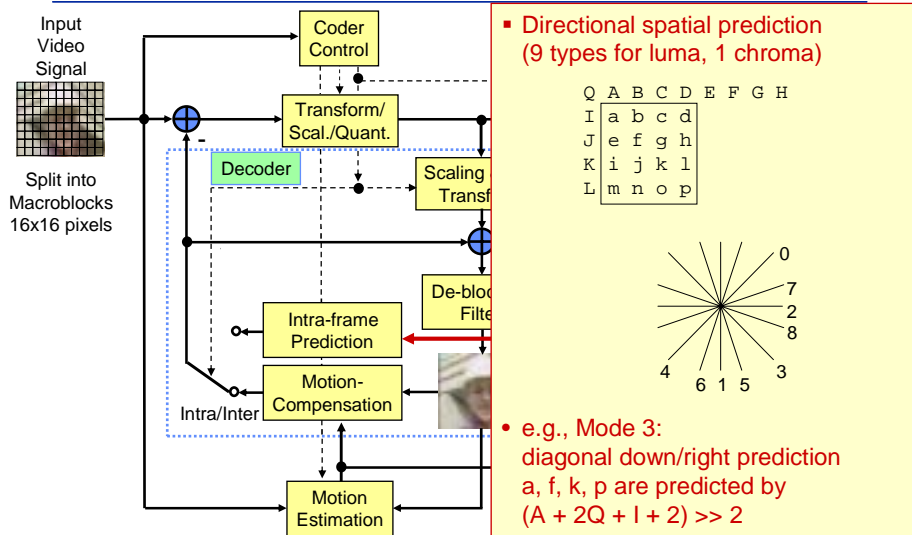 Input
Video
Signal
Split into
Macroblocks
16x16 pixels
Coder
Control
Transform/
Scal./Quant.
-
Decoder
Scaling
Transf
De-bloc
Filte
Intra-frame
Prediction
Motion-
Compensation
Intra/Inter
Motion
Estimation
▪ Directional spatial prediction
(9 types for luma, 1 chroma)
Q A B C D E F G H
I a b c d
J e f g h
K i j k l
L m n o p
0
7
2
8
4 6 1 5 3
• e.g., Mode 3:
diagonal down/right prediction
a, f, k, p are predicted by
(A + 2Q + I + 2) >> 2